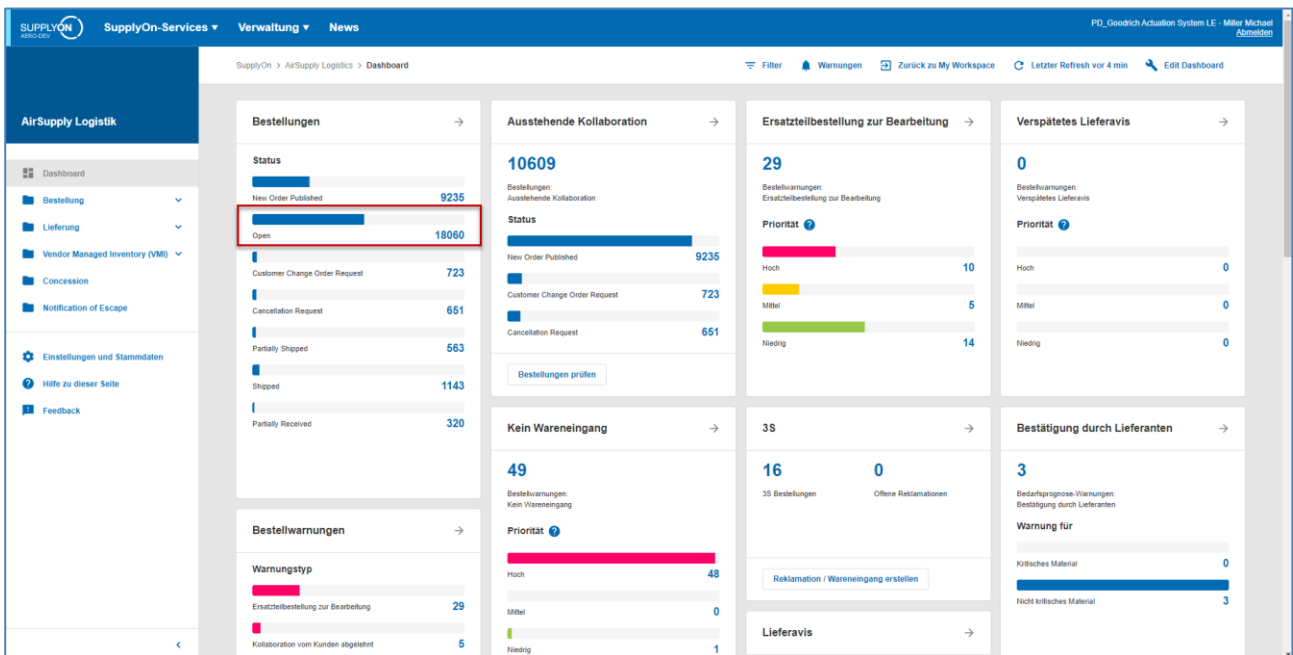 SUPPLYON
AERO-DEV
SupplyOn-Services
Verwaltung
News
PD_Goodrich Actuation System LE - Miller Michael
Abmelden
AirSupply Logistik
Dashboard
Bestellung
Lieferung
Vendor Managed Inventory (VMI)
Concession
Notification of Escape
Einstellungen und Stammdaten
Hilfe zu dieser Seite
Feedback
SupplyOn > AirSupply Logistics > Dashboard
Filter
Warnungen
Zurück zu My Workspace
Letzter Refresh vor 4 min
Edit Dashboard
Bestellungen
Status
New Order Published 9235
Open 18060
Customer Change Order Request 723
Cancellation Request 651
Partially Shipped 563
Shipped 1143
Partially Received 320
Ausstehende Kollaboration
10609
Bestellungen:
Ausstehende Kollaboration
Status
New Order Published 9235
Customer Change Order Request 723
Cancellation Request 651
Bestellungen prüfen
Ersatzteilbestellung zur Bearbeitung
29
Bestellwarnungen:
Ersatzteilbestellung zur Bearbeitung
Priorität
Hoch 10
Mittel 5
Niedrig 14
Verspätetes Lieferavis
0
Bestellwarnungen:
Verspätetes Lieferavis
Priorität
Hoch 0
Mittel 0
Niedrig 0
Bestellwarnungen
Warnungstyp
Ersatzteilbestellung zur Bearbeitung 29
Kollaboration vom Kunden abgelehnt 5
Kein Wareneingang
49
Bestellwarnungen:
Kein Wareneingang
Priorität
Hoch 48
Mittel 0
Niedrig 1
3S
16 0
3S Bestellungen Offene Reklamationen
Reklamation / Wareneingang erstellen
Lieferavis
Bestätigung durch Lieferanten
3
Bedarfsprognose-Warnungen:
Bestätigung durch Lieferanten
Warnung für
Kritisches Material 0
Nicht kritisches Material 3